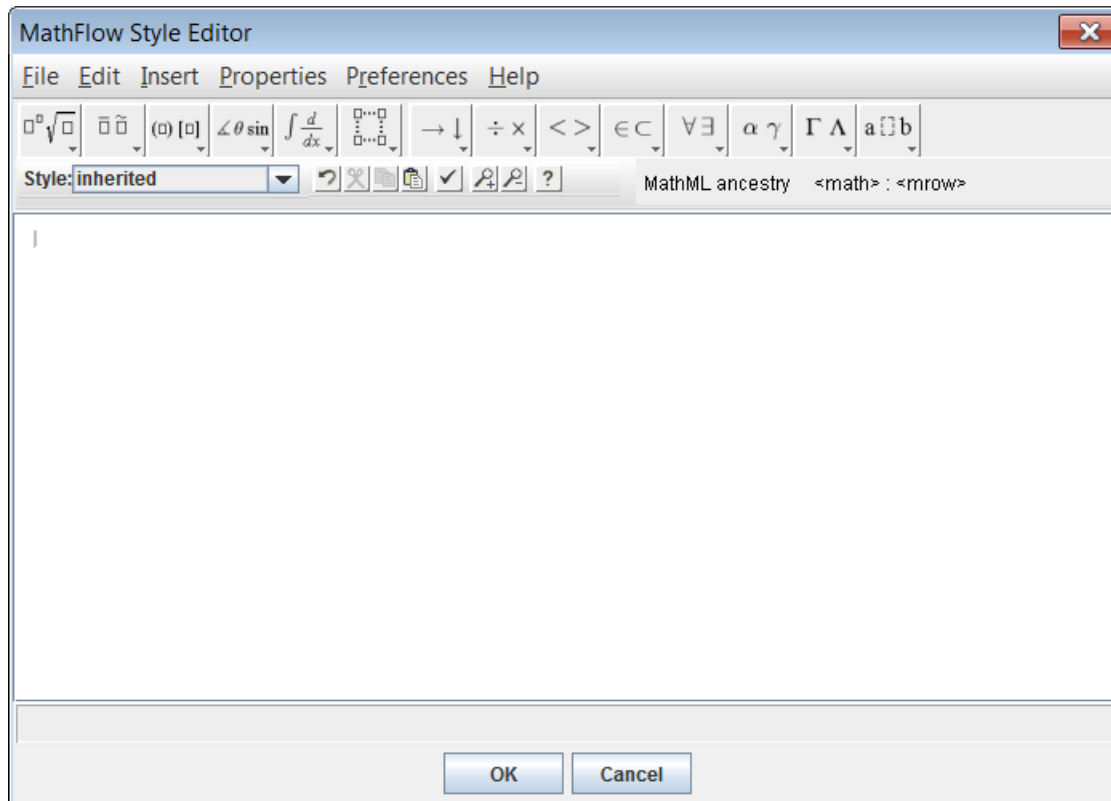 MathFlow Style Editor
File Edit Insert Properties Preferences Help
□°√□ □̄ □̃ (□) [□] ∠θ sin ∫ d/dx □···□ □···□ → ↓ ÷ × < > ∈ ⊂ ∀∃ α γ Γ Λ a▯b
Style: inherited ? MathML ancestry <math> : <mrow>
OK Cancel